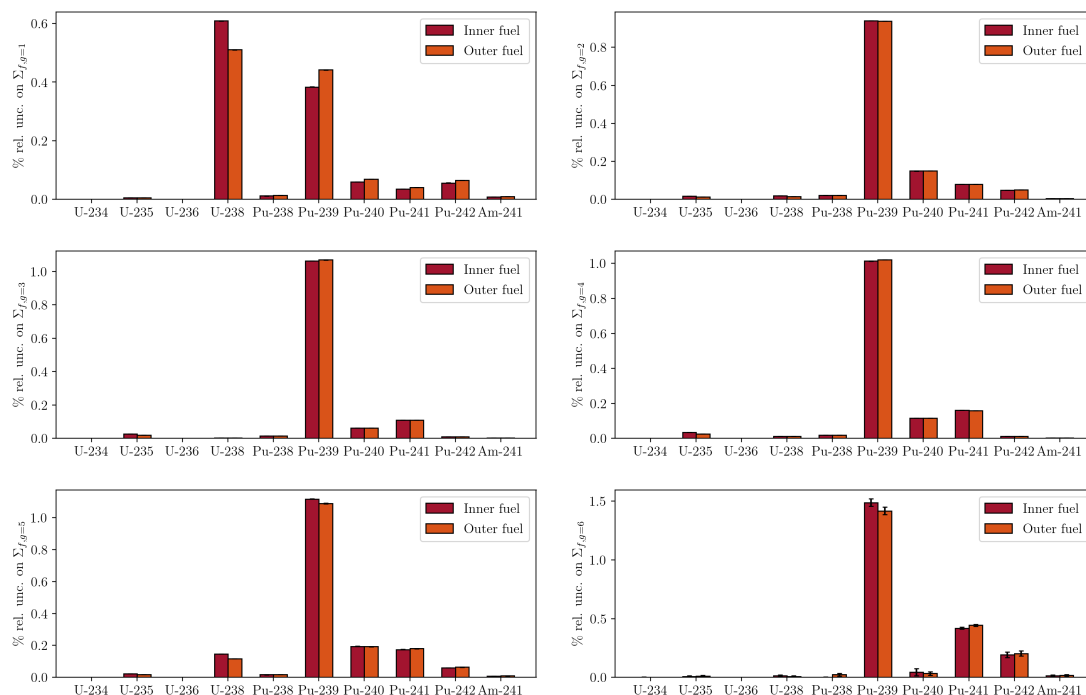 % rel. unc. on Σ_{f,g=1}
0.6
0.4
0.2
0.0
Inner fuel
Outer fuel
U-234 U-235 U-236 U-238 Pu-238 Pu-239 Pu-240 Pu-241 Pu-242 Am-241
% rel. unc. on Σ_{f,g=2}
0.8
0.6
0.4
0.2
0.0
Inner fuel
Outer fuel
U-234 U-235 U-236 U-238 Pu-238 Pu-239 Pu-240 Pu-241 Pu-242 Am-241
% rel. unc. on Σ_{f,g=3}
1.0
0.8
0.6
0.4
0.2
0.0
Inner fuel
Outer fuel
U-234 U-235 U-236 U-238 Pu-238 Pu-239 Pu-240 Pu-241 Pu-242 Am-241
% rel. unc. on Σ_{f,g=4}
1.0
0.8
0.6
0.4
0.2
0.0
Inner fuel
Outer fuel
U-234 U-235 U-236 U-238 Pu-238 Pu-239 Pu-240 Pu-241 Pu-242 Am-241
% rel. unc. on Σ_{f,g=5}
1.0
0.8
0.6
0.4
0.2
0.0
Inner fuel
Outer fuel
U-234 U-235 U-236 U-238 Pu-238 Pu-239 Pu-240 Pu-241 Pu-242 Am-241
% rel. unc. on Σ_{f,g=6}
1.5
1.0
0.5
0.0
Inner fuel
Outer fuel
U-234 U-235 U-236 U-238 Pu-238 Pu-239 Pu-240 Pu-241 Pu-242 Am-241